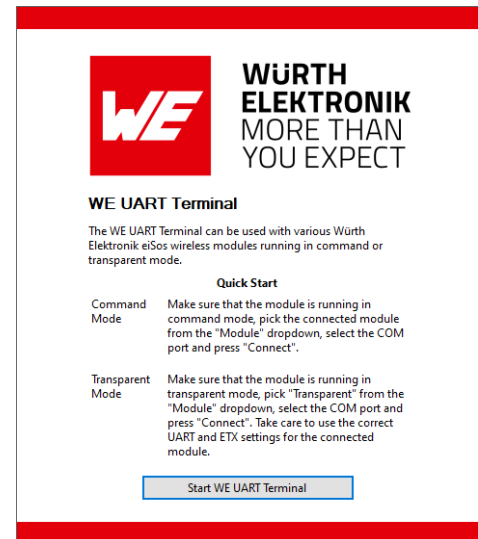 WE
WÜRTH
ELEKTRONIK
MORE THAN
YOU EXPECT
WE UART Terminal
The WE UART Terminal can be used with various Würth
Elektronik eiSos wireless modules running in command or
transparent mode.
Quick Start
Command
Mode
Make sure that the module is running in
command mode, pick the connected module
from the "Module" dropdown, select the COM
port and press "Connect".
Transparent
Mode
Make sure that the module is running in
transparent mode, pick "Transparent" from the
"Module" dropdown, select the COM port and
press "Connect". Take care to use the correct
UART and ETX settings for the connected
module.
Start WE UART Terminal